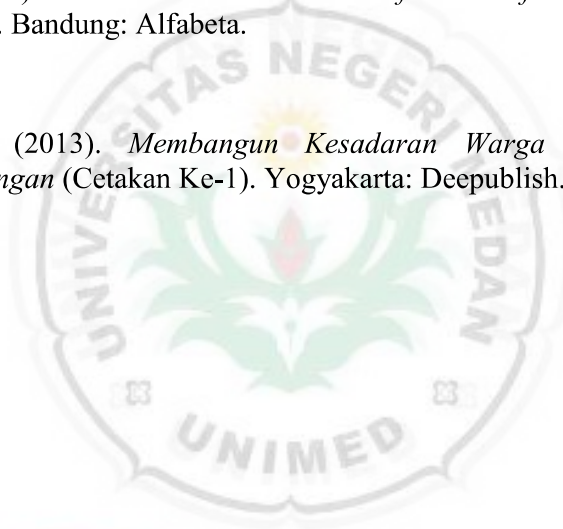 . Bandung: Alfabeta.
(2013). Membangun Kesadaran Warga
ngan (Cetakan Ke-1). Yogyakarta: Deepublish.
UNIVERSITAS NEGERI MEDAN
UNIMED